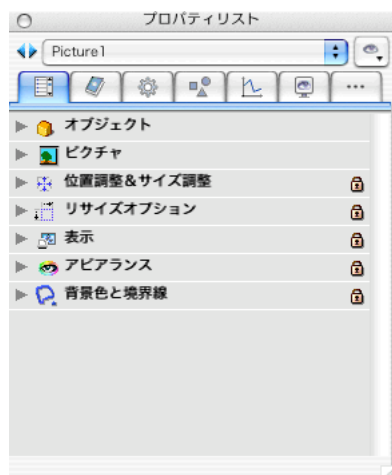 プロパティリスト
Picture1
オブジェクト
ピクチャ
位置調整&サイズ調整
リサイズオプション
表示
アピアランス
背景色と境界線